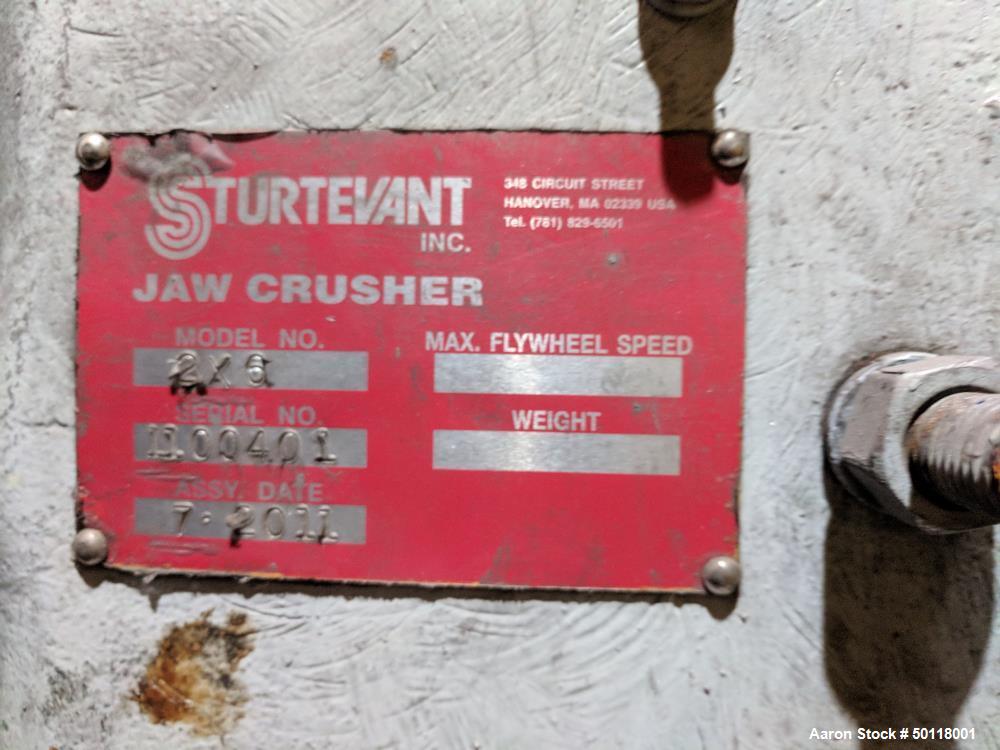 STURTEVANT
INC.
348 CIRCUIT STREET
HANOVER, MA 02339 USA
Tel. (781) 829-6501
JAW CRUSHER
MODEL NO.
2X6
SERIAL NO.
1100401
ASSY. DATE
7·2011
MAX. FLYWHEEL SPEED
WEIGHT
Aaron Stock # 50118001